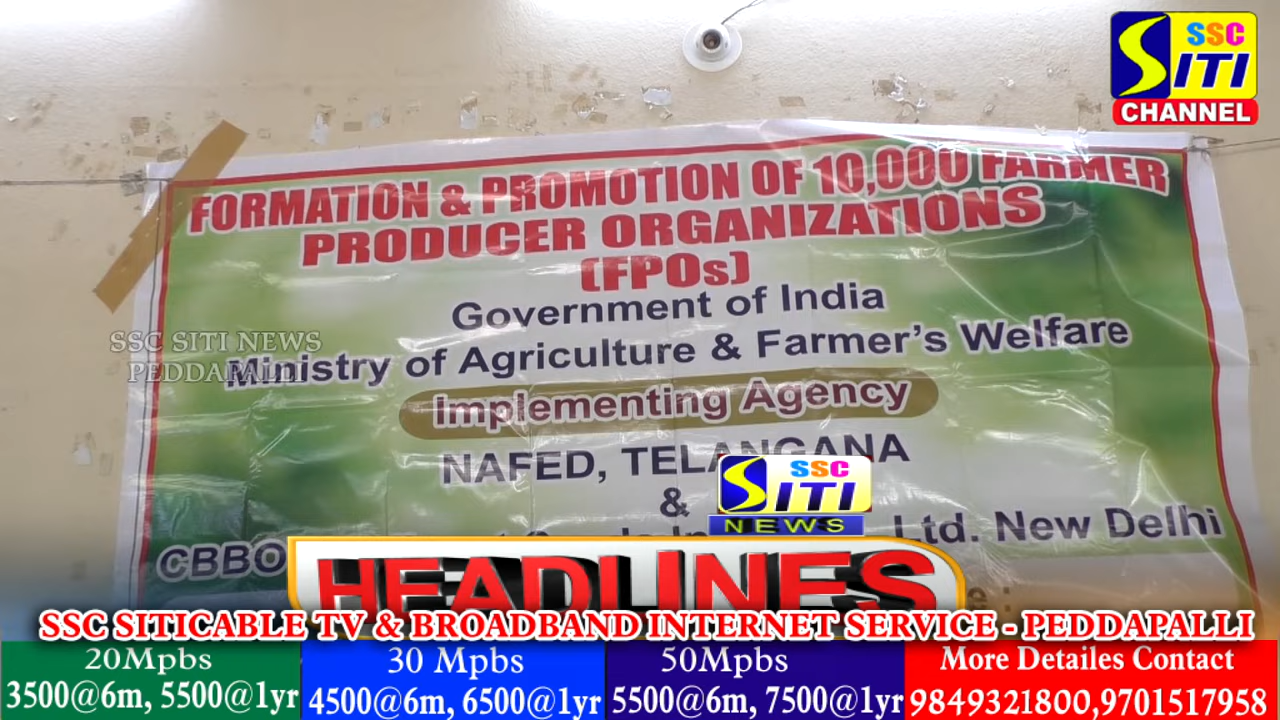 SSC
SITI
CHANNEL
FORMATION & PROMOTION OF 10,000 FARMER
PRODUCER ORGANIZATIONS
(FPOs)
Government of India
Ministry of Agriculture & Farmer's Welfare
SSC SITI NEWS
PEDDAPALLI
Implementing Agency
NAFED, TELANGANA
&
CBBO Ltd. New Delhi
SSC
SITI
NEWS
HEADLINES
SSC SITICABLE TV & BROADBAND INTERNET SERVICE - PEDDAPALLI
20Mpbs
3500@6m, 5500@1yr
30 Mpbs
4500@6m, 6500@1yr
50Mpbs
5500@6m, 7500@1yr
More Detailes Contact
9849321800,9701517958